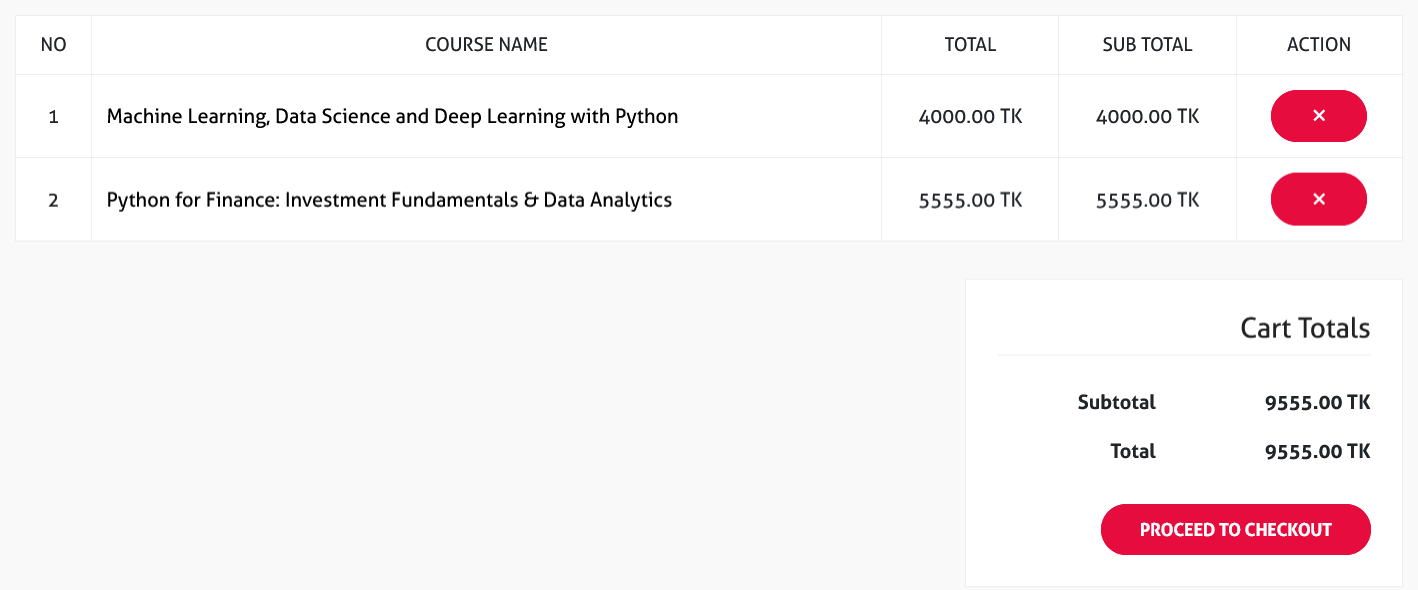 NO COURSE NAME TOTAL SUB TOTAL ACTION
1 Machine Learning, Data Science and Deep Learning with Python 4000.00 TK 4000.00 TK ×
2 Python for Finance: Investment Fundamentals & Data Analytics 5555.00 TK 5555.00 TK ×
Cart Totals
Subtotal 9555.00 TK
Total 9555.00 TK
PROCEED TO CHECKOUT